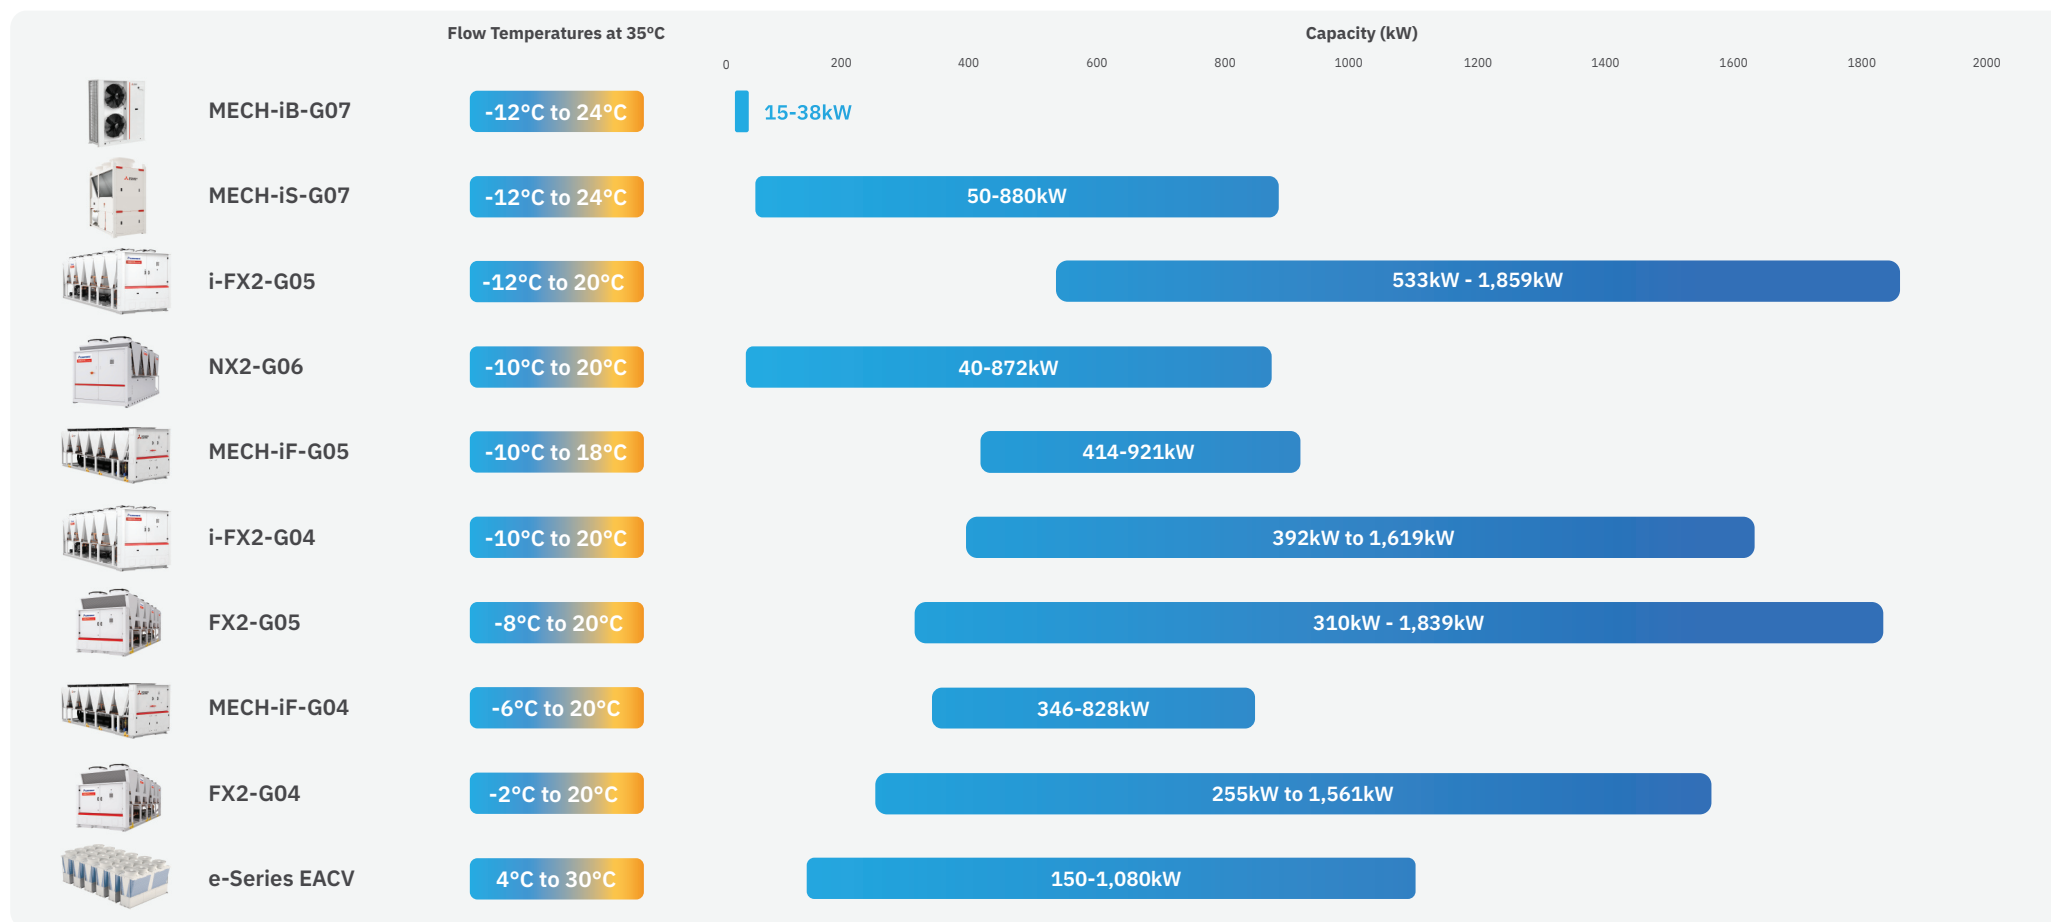 Flow Temperatures at 35°C
Capacity (kW)
0 200 400 600 800 1000 1200 1400 1600 1800 2000
MECH-iB-G07 -12°C to 24°C 15-38kW
MECH-iS-G07 -12°C to 24°C 50-880kW
i-FX2-G05 -12°C to 20°C 533kW - 1,859kW
NX2-G06 -10°C to 20°C 40-872kW
MECH-iF-G05 -10°C to 18°C 414-921kW
i-FX2-G04 -10°C to 20°C 392kW to 1,619kW
FX2-G05 -8°C to 20°C 310kW - 1,839kW
MECH-iF-G04 -6°C to 20°C 346-828kW
FX2-G04 -2°C to 20°C 255kW to 1,561kW
e-Series EACV 4°C to 30°C 150-1,080kW